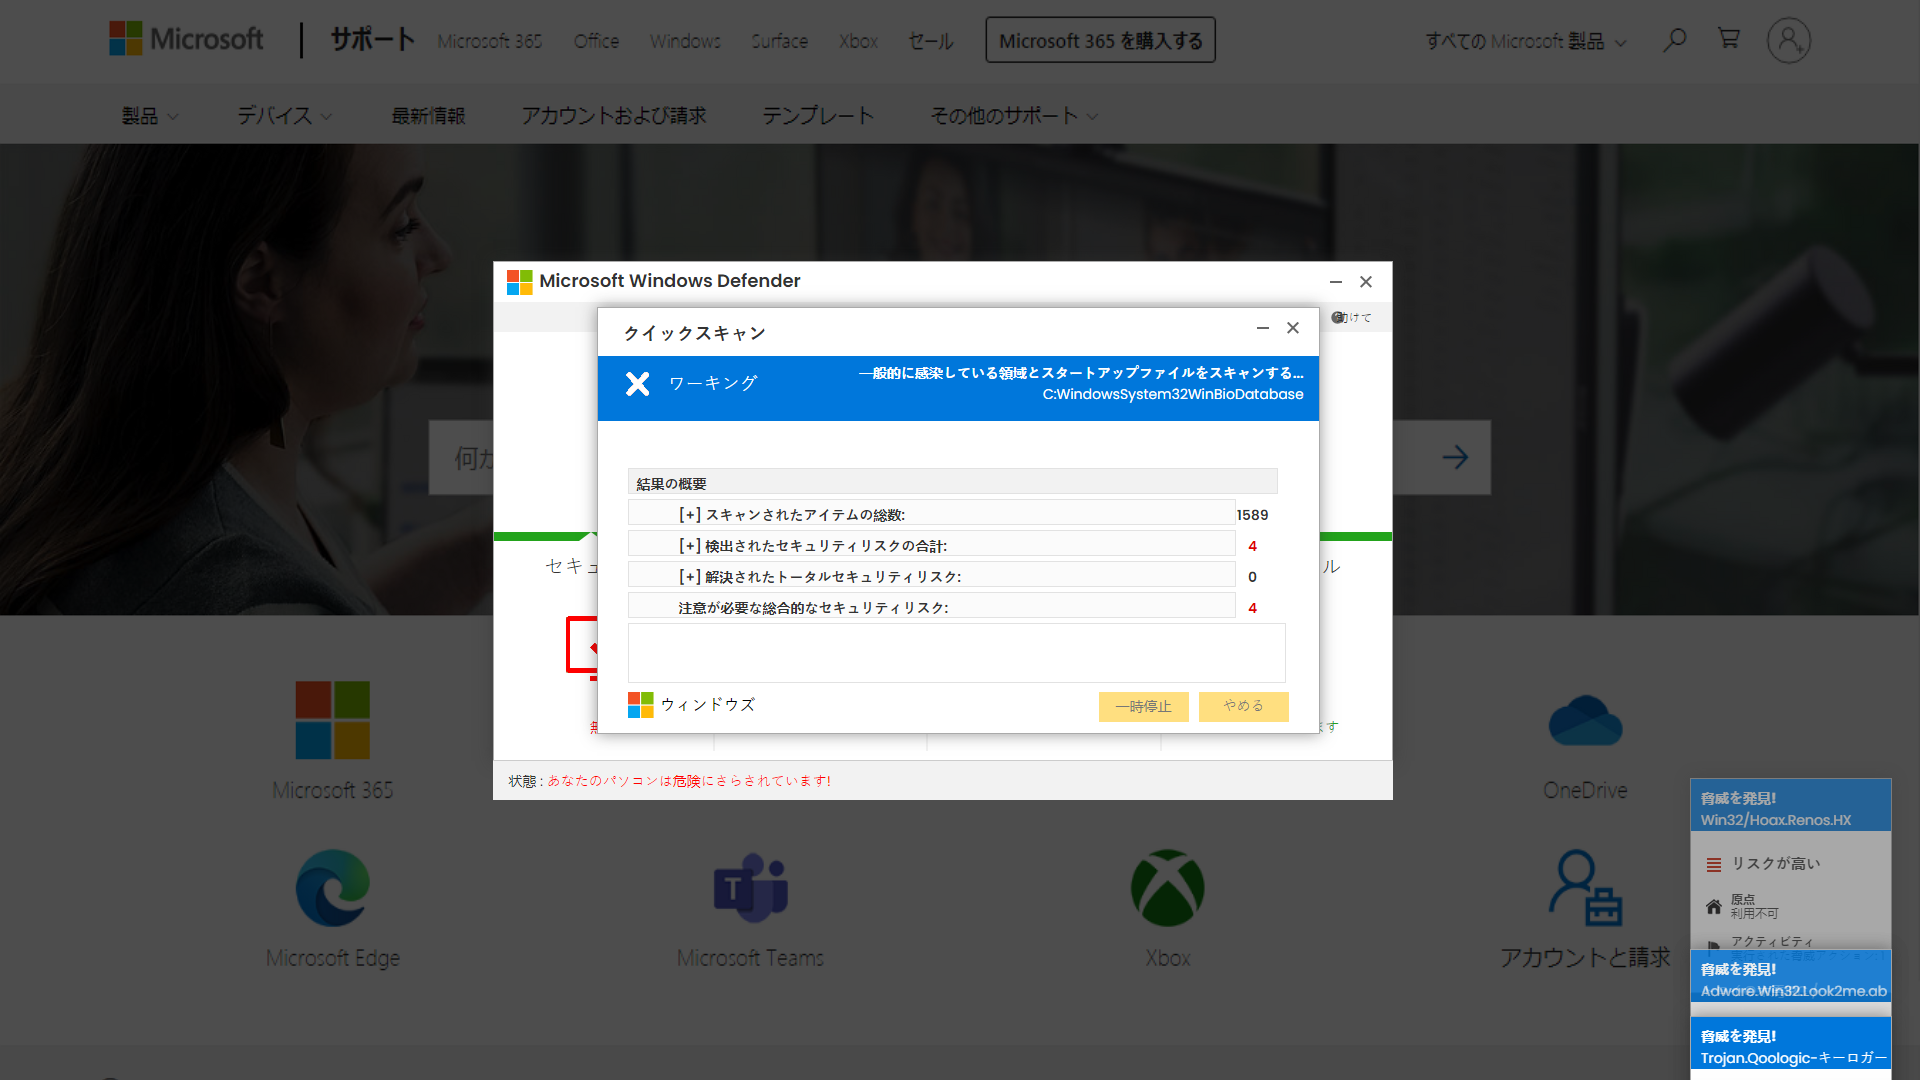 Microsoft
サポート
Microsoft 365
Office
Windows
Surface
Xbox
セール
Microsoft 365 を購入する
すべての Microsoft 製品
製品
デバイス
最新情報
アカウントおよび請求
テンプレート
その他のサポート
Microsoft Windows Defender
けて
クイックスキャン
ワーキング
一般的に感染している領域とスタートアップファイルをスキャンする...
C:WindowsSystem32WinBioDatabase
何か
結果の概要
[+] スキャンされたアイテムの総数: 1589
[+] 検出されたセキュリティリスクの合計: 4
[+] 解決されたトータルセキュリティリスク: 0
注意が必要な総合的なセキュリティリスク: 4
セキュ
ル
ウィンドウズ
一時停止
やめる
ます
状態 : あなたのパソコンは危険にさらされています!
Microsoft 365
OneDrive
Microsoft Edge
Microsoft Teams
Xbox
アカウントと請求
脅威を発見!
Win32/Hoax.Renos.HX
リスクが高い
原点
利用不可
アクティビティ
脅威を発見!
Adware.Win32.Look2me.ab
脅威を発見!
Trojan.Qoologic-キーロガー